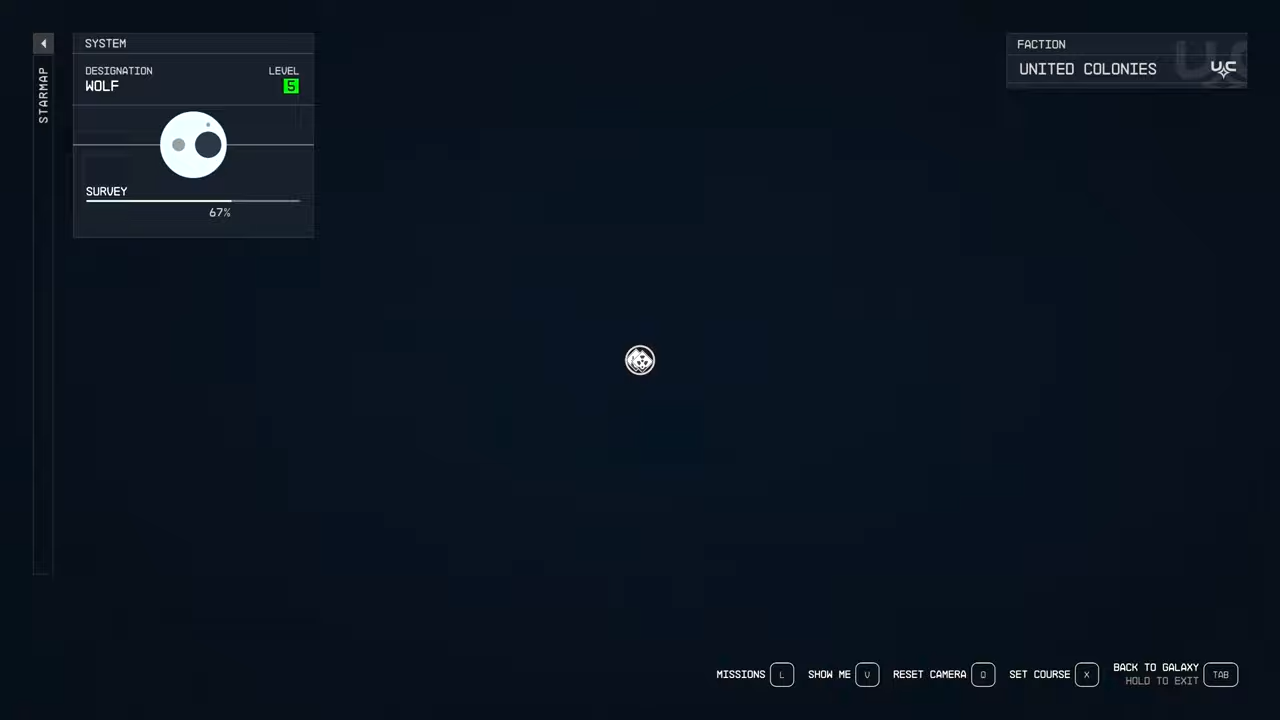 SYSTEM
DESIGNATION LEVEL
WOLF 5
SURVEY
67%
STARMAP
FACTION
UNITED COLONIES UC
MISSIONS L SHOW ME V RESET CAMERA Q SET COURSE X
BACK TO GALAXY
HOLD TO EXIT TAB